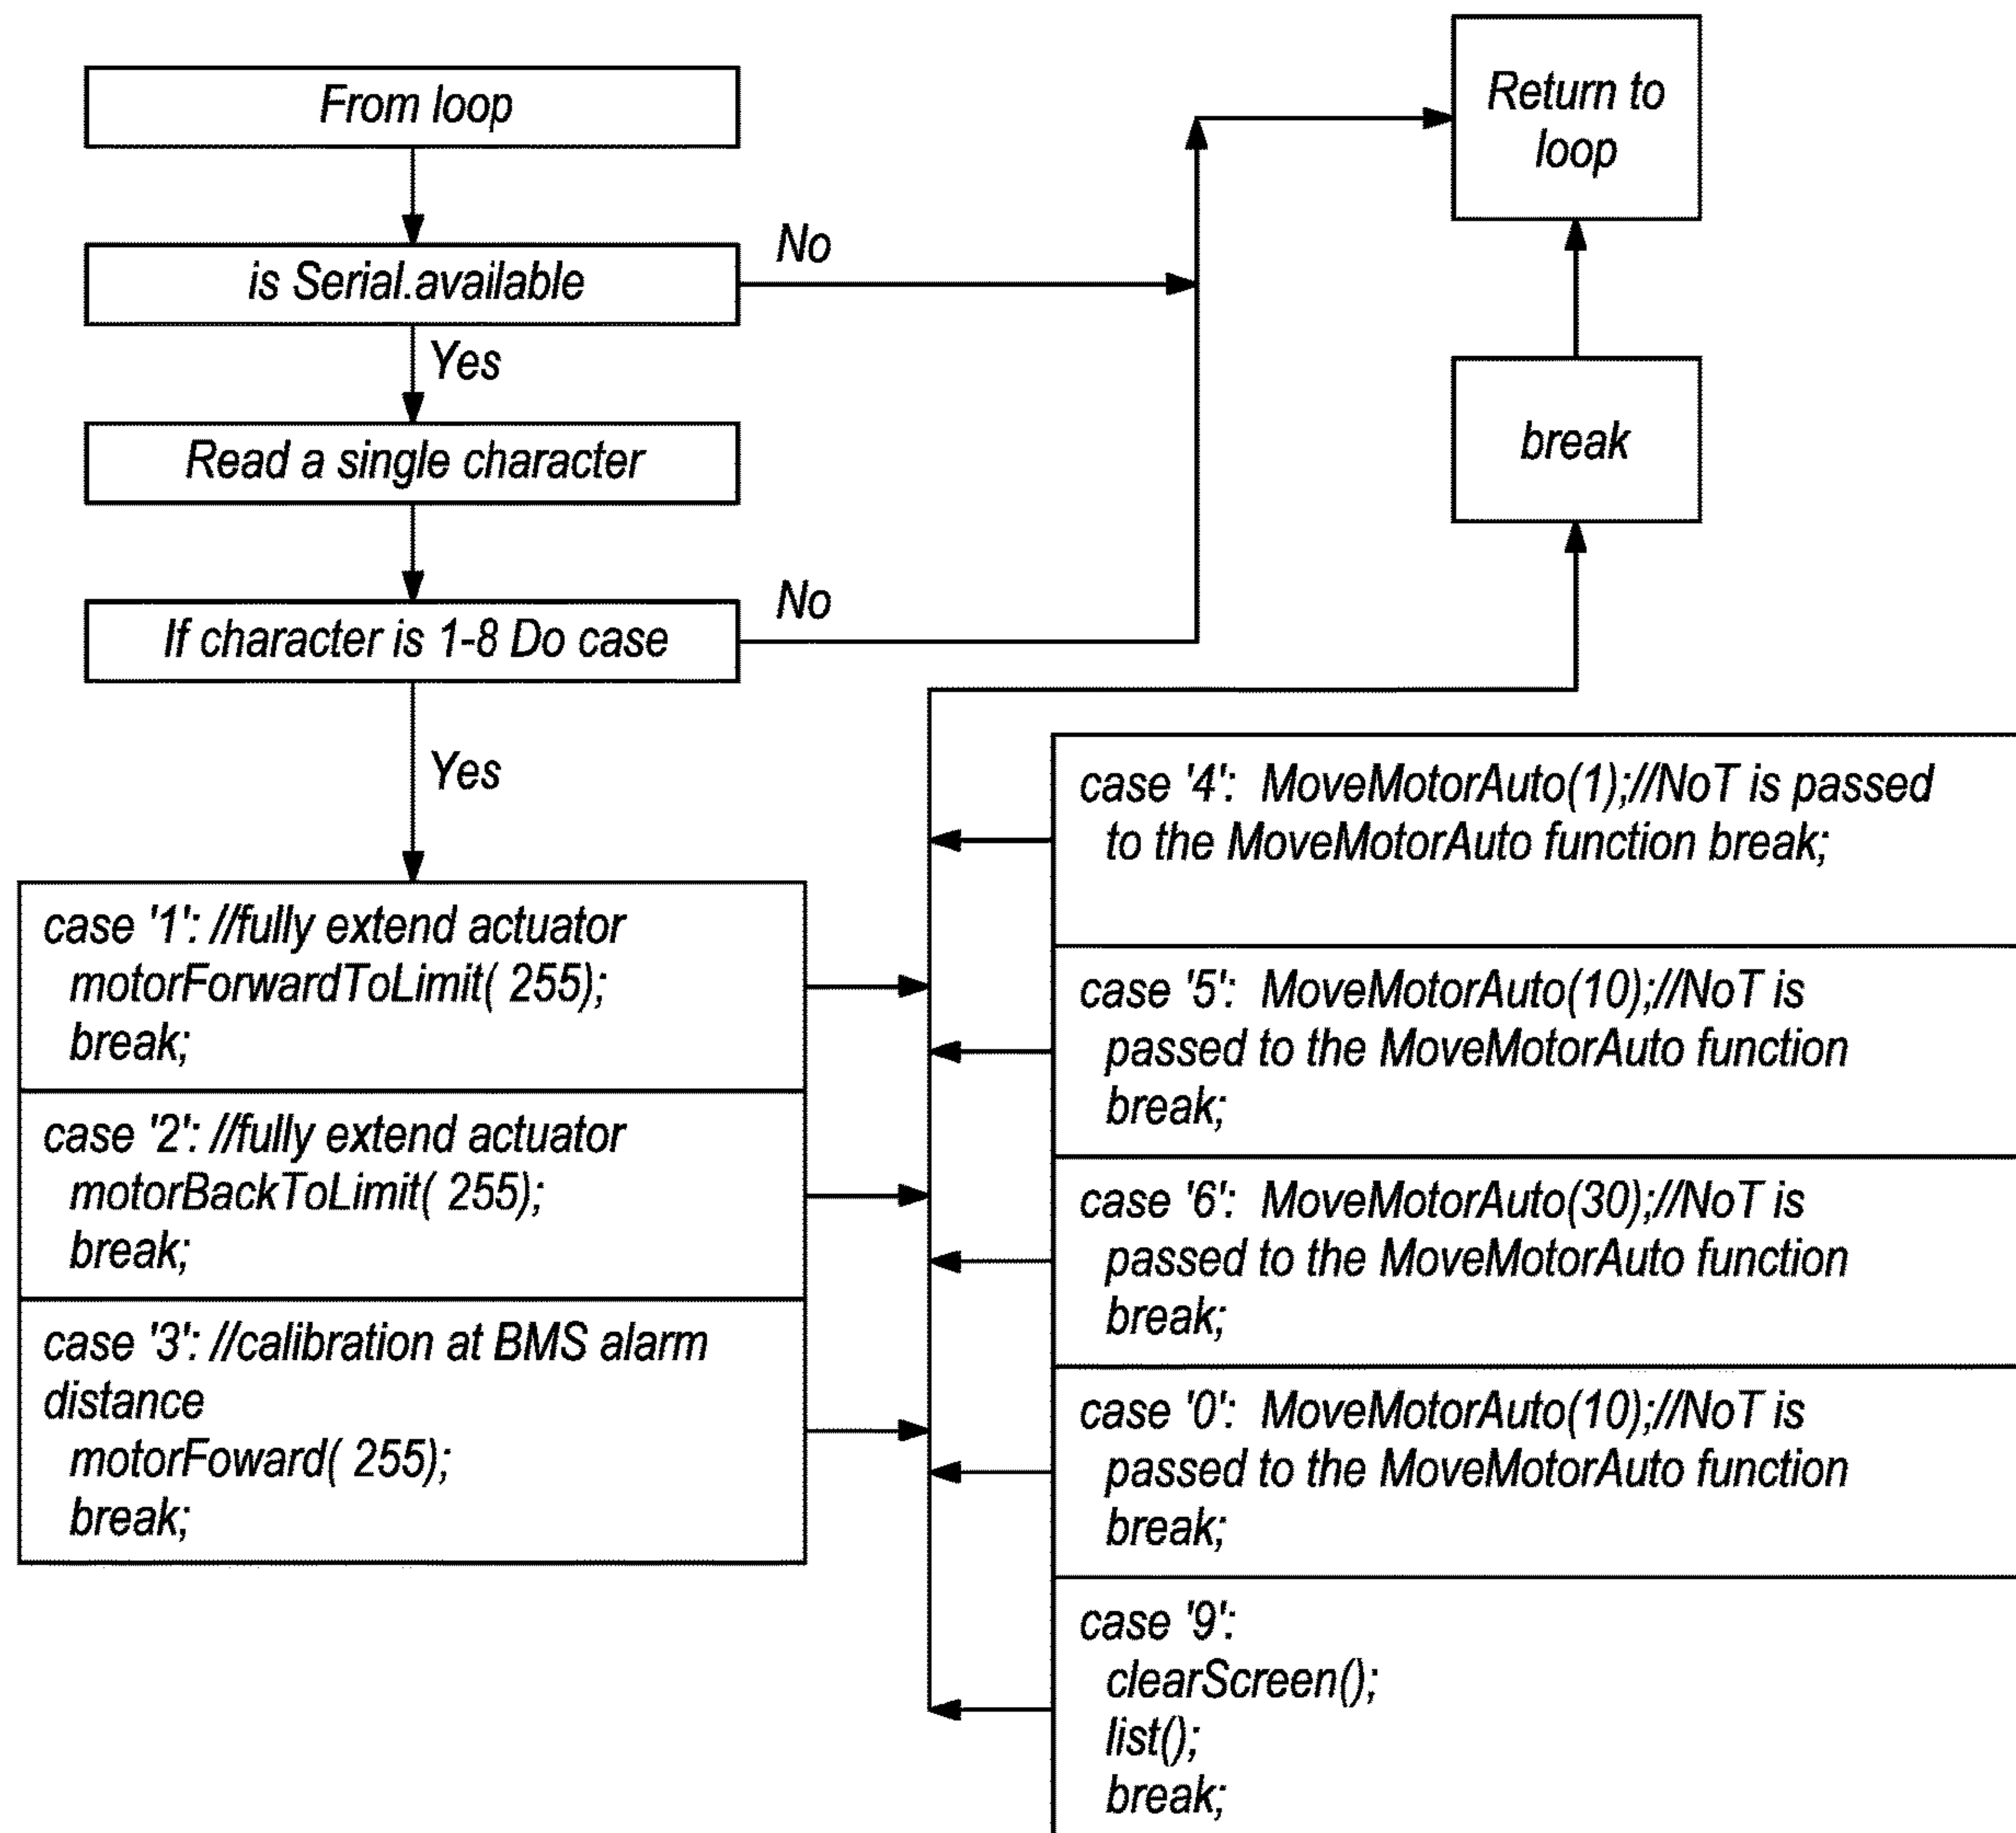 From loop
Return to
loop
is Serial.available
No
Yes
Read a single character
break
If character is 1-8 Do case
No
Yes
case '1': //fully extend actuator
motorForwardToLimit( 255);
break;
case '2': //fully extend actuator
motorBackToLimit( 255);
break;
case '3': //calibration at BMS alarm
distance
motorFoward( 255);
break;
case '4': MoveMotorAuto(1);//NoT is passed
to the MoveMotorAuto function break;
case '5': MoveMotorAuto(10);//NoT is
passed to the MoveMotorAuto function
break;
case '6': MoveMotorAuto(30);//NoT is
passed to the MoveMotorAuto function
break;
case '0': MoveMotorAuto(10);//NoT is
passed to the MoveMotorAuto function
break;
case '9':
clearScreen();
list();
break;